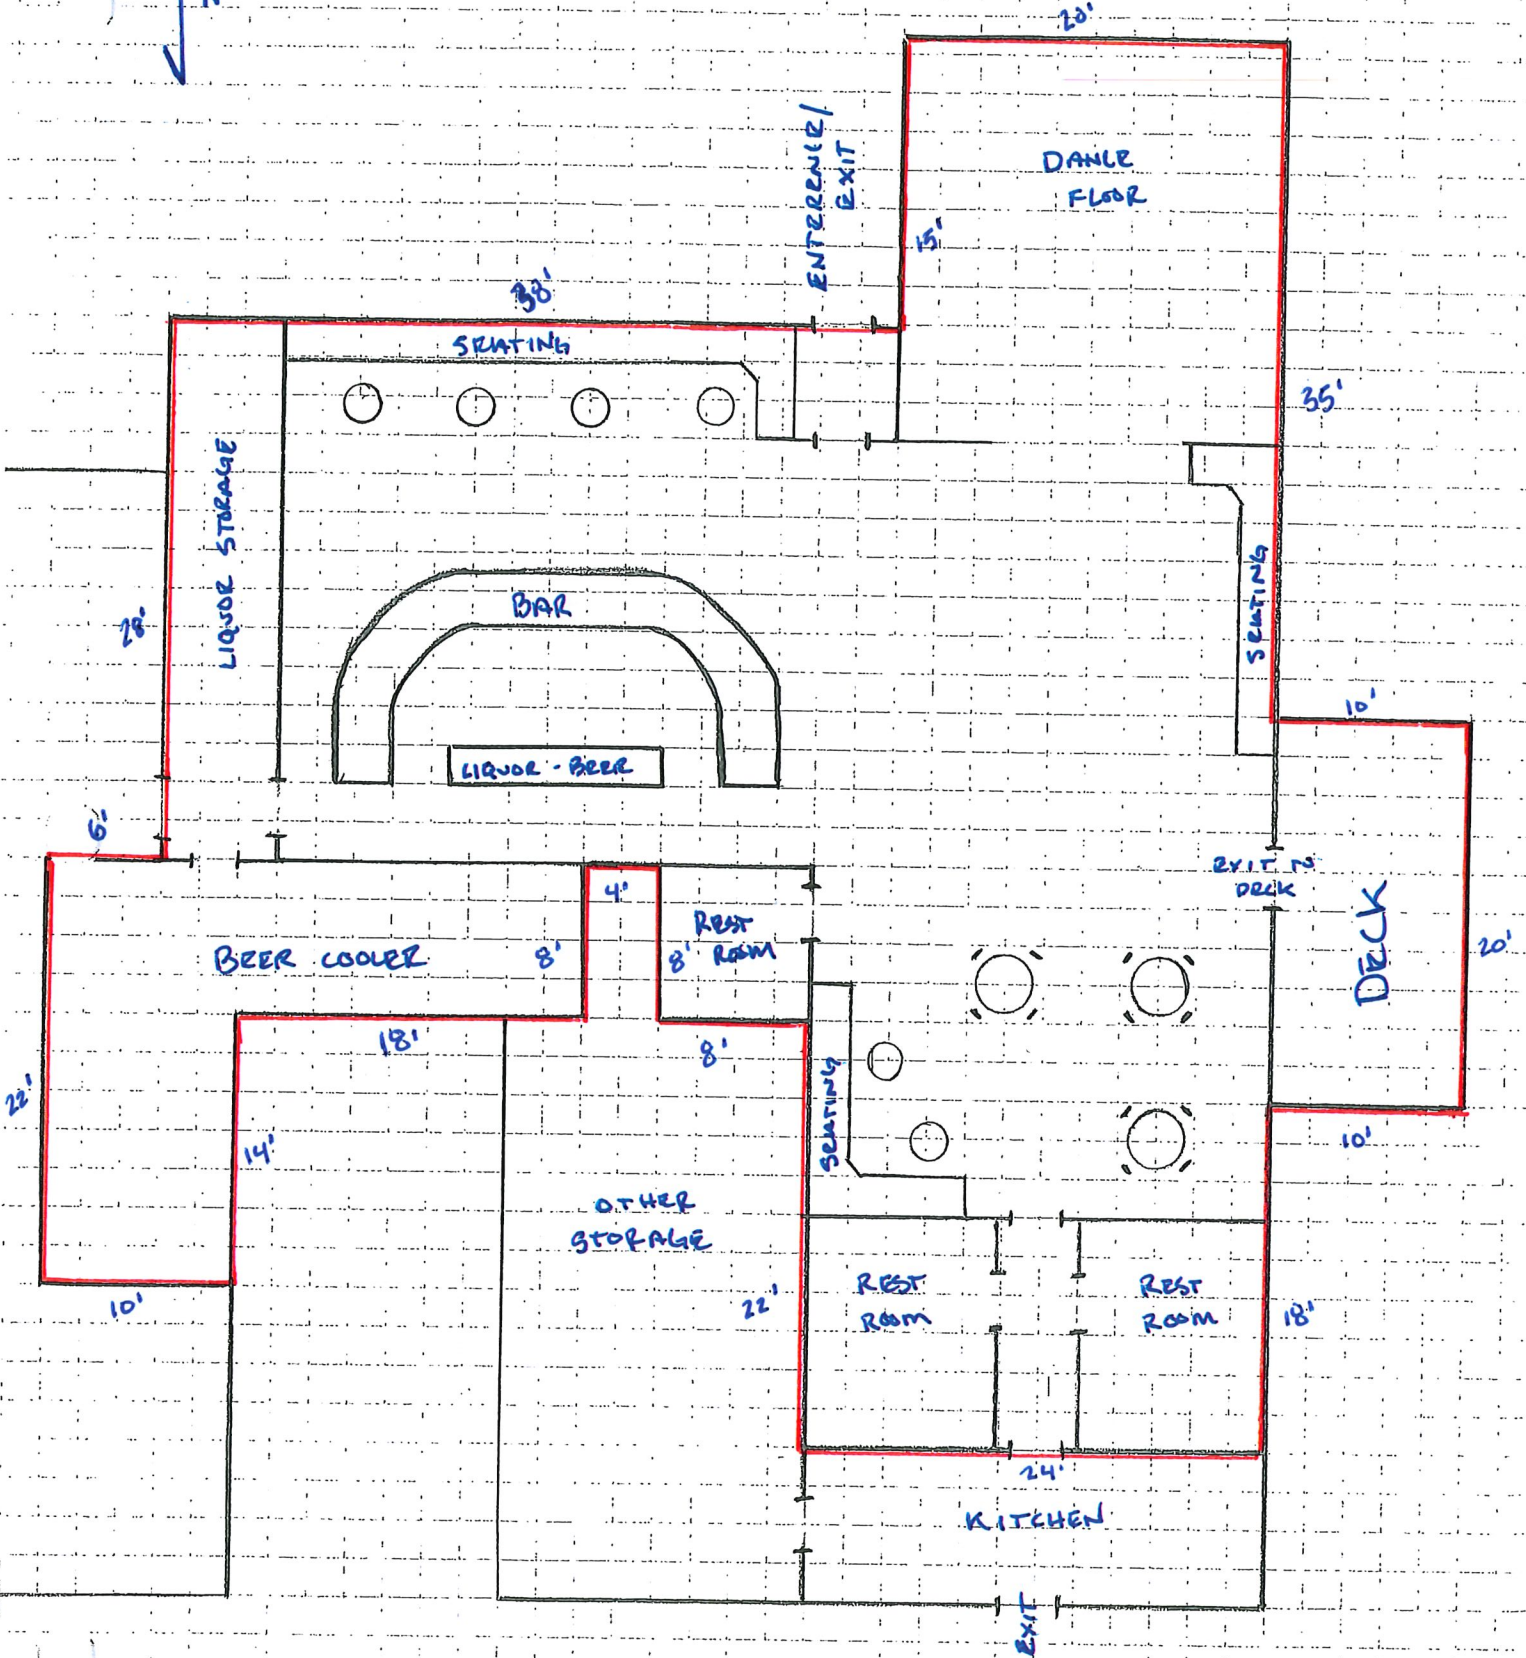 N
20'
ENTERENCE/
EXIT
DANCE
FLOOR
15'
38'
SEATING
35'
LIQUOR STORAGE
28'
BAR
SEATING
LIQUOR - BEER
10'
6'
EXIT TO
DECK
DECK
20'
4'
REST
ROOM
8'
8'
BEER COOLER
18'
8'
22'
14'
SEATING
10'
OTHER
STORAGE
10'
22'
REST
ROOM
REST
ROOM
18'
24'
KITCHEN
EXIT